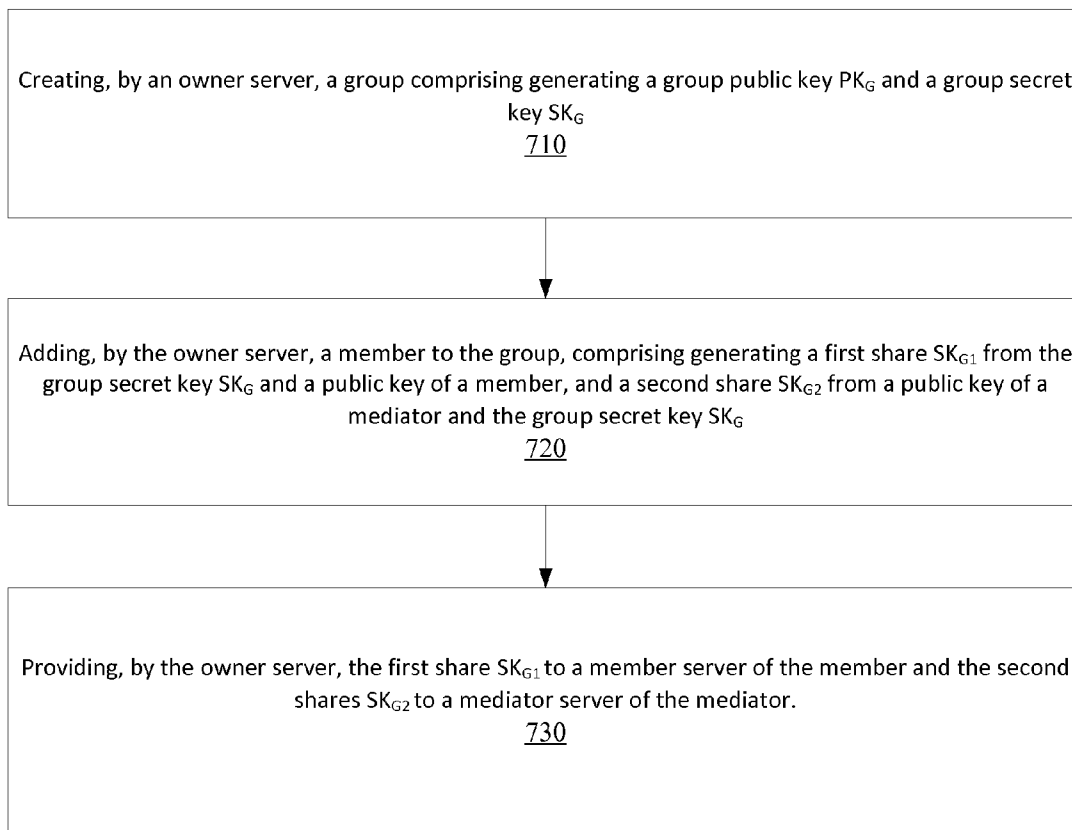 Creating, by an owner server, a group comprising generating a group public key PKG and a group secret
key SKG
710
Adding, by the owner server, a member to the group, comprising generating a first share SKG1 from the
group secret key SKG and a public key of a member, and a second share SKG2 from a public key of a
mediator and the group secret key SKG
720
Providing, by the owner server, the first share SKG1 to a member server of the member and the second
shares SKG2 to a mediator server of the mediator.
730